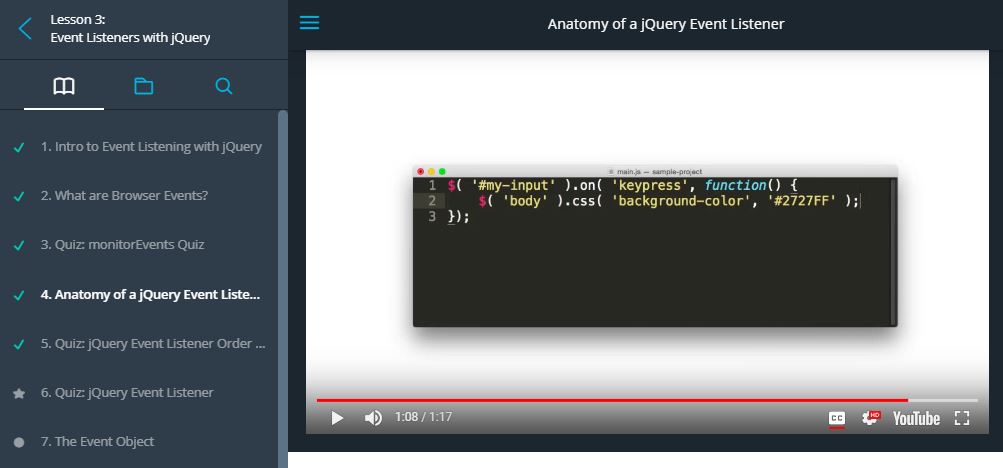 Lesson 3:
Event Listeners with jQuery
1. Intro to Event Listening with jQuery
2. What are Browser Events?
3. Quiz: monitorEvents Quiz
4. Anatomy of a jQuery Event Liste...
5. Quiz: jQuery Event Listener Order ...
6. Quiz: jQuery Event Listener
7. The Event Object
Anatomy of a jQuery Event Listener
main.js — sample-project
1 $( '#my-input' ).on( 'keypress', function() {
2 $( 'body' ).css( 'background-color', '#2727FF' );
3 });
1:08 / 1:17
CC
HD
YouTube